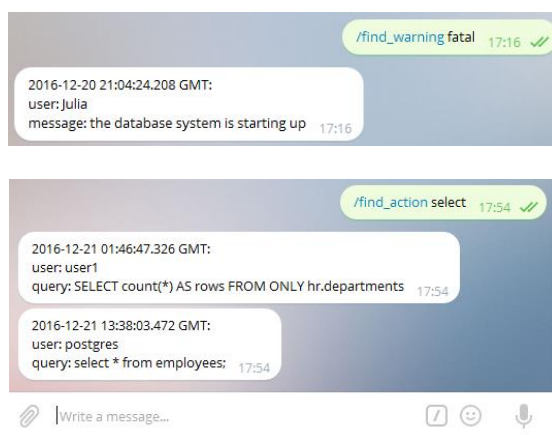 /find_warning fatal 17:16
2016-12-20 21:04:24.208 GMT:
user: Julia
message: the database system is starting up 17:16
/find_action select 17:54
2016-12-21 01:46:47.326 GMT:
user: user1
query: SELECT count(*) AS rows FROM ONLY hr.departments 17:54
2016-12-21 13:38:03.472 GMT:
user: postgres
query: select * from employees; 17:54
Write a message...